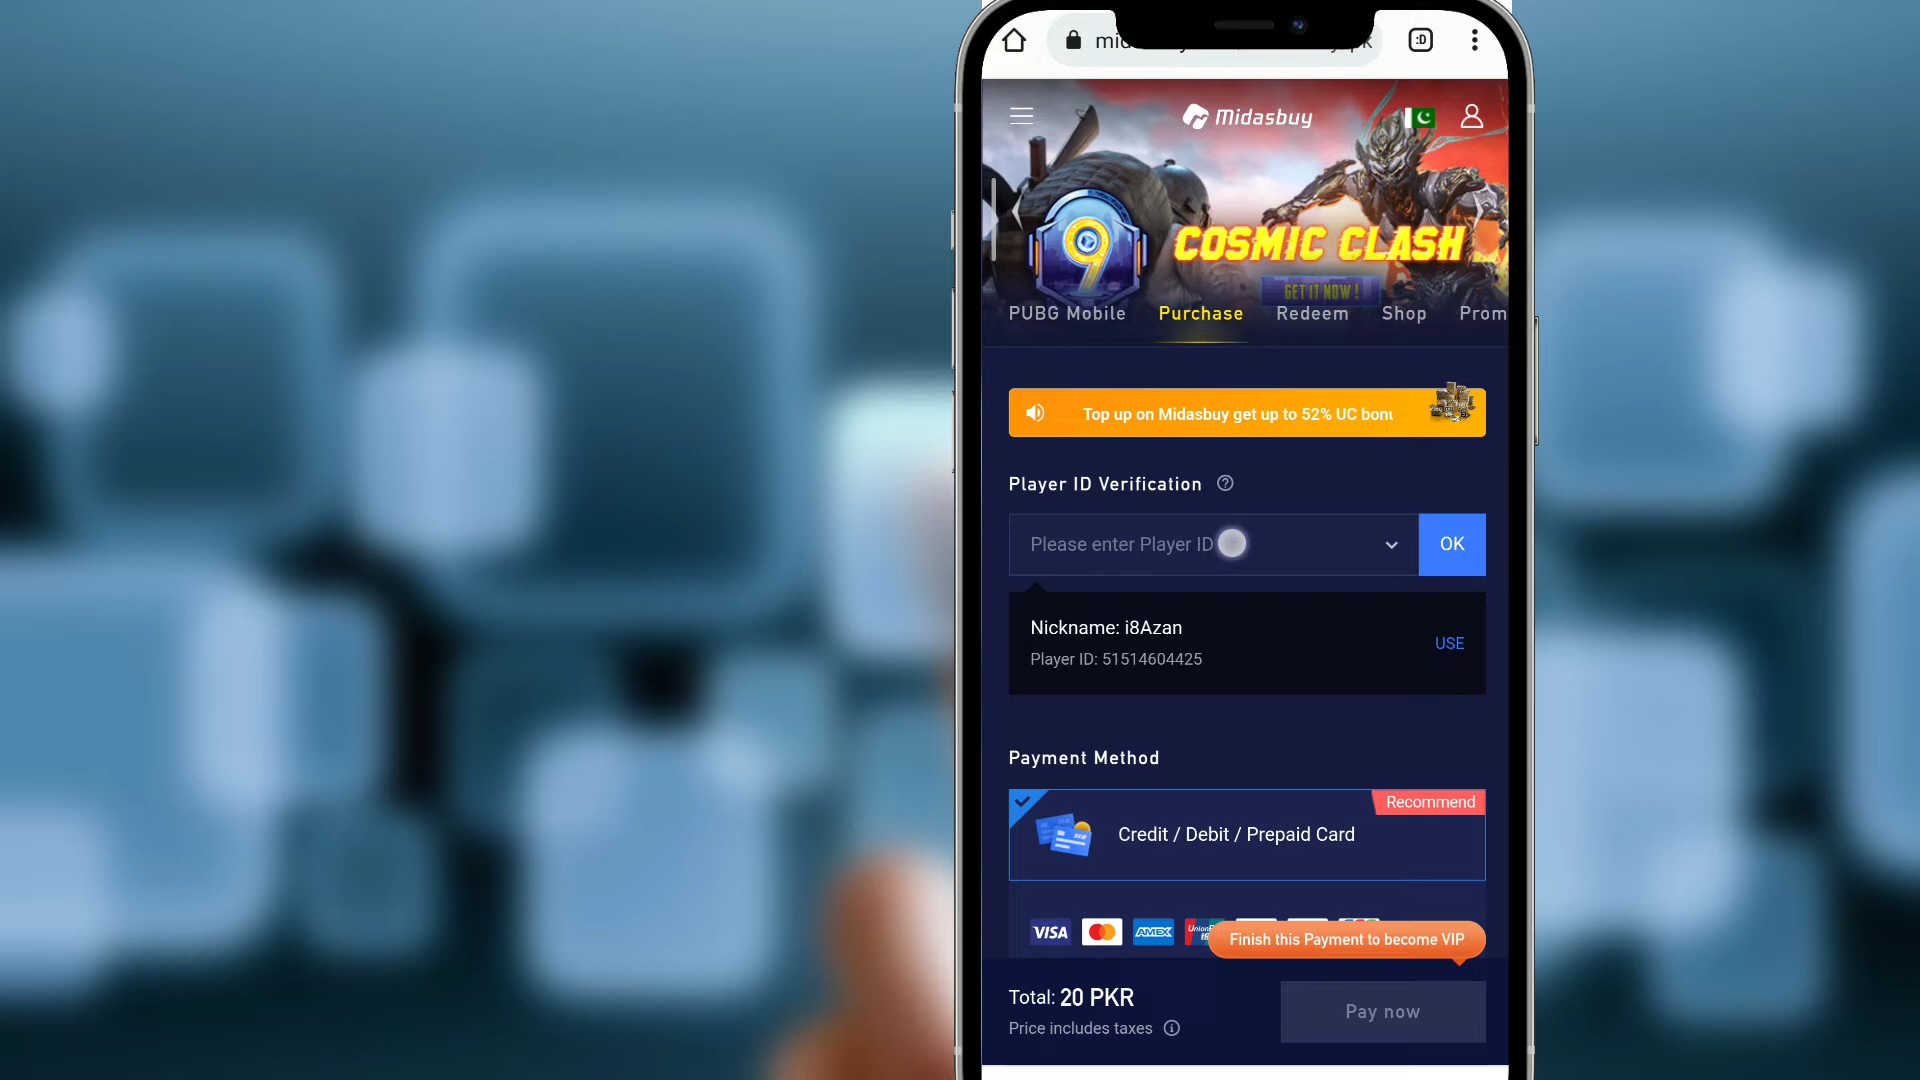 :D
Midasbuy
9
COSMIC CLASH
GET IT NOW !
PUBG Mobile Purchase Redeem Shop Prom
Top up on Midasbuy get up to 52% UC
Player ID Verification ?
Please enter Player ID OK
Nickname: i8Azan
Player ID: 51514604425
USE
Payment Method
Recommend
Credit / Debit / Prepaid Card
VISA AMEX
Finish this Payment to become VIP
Total: 20 PKR
Price includes taxes
Pay now